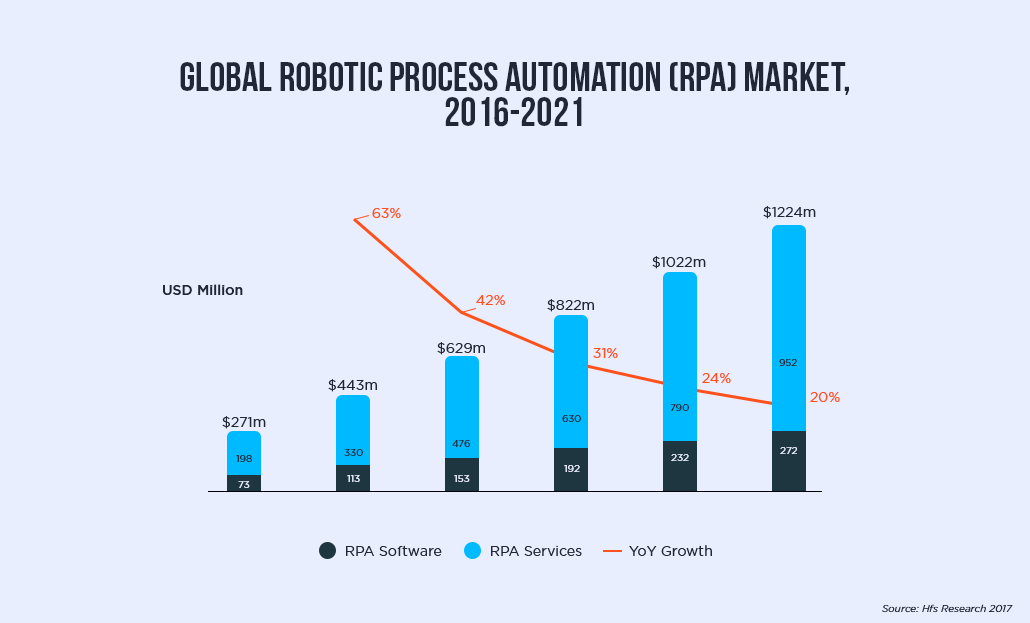 GLOBAL ROBOTIC PROCESS AUTOMATION (RPA) MARKET,
2016-2021
USD Million
$271m
198
73
$443m
63%
330
113
$629m
42%
476
153
$822m
31%
630
192
$1022m
24%
790
232
$1224m
20%
952
272
RPA Software
RPA Services
YoY Growth
Source: Hfs Research 2017